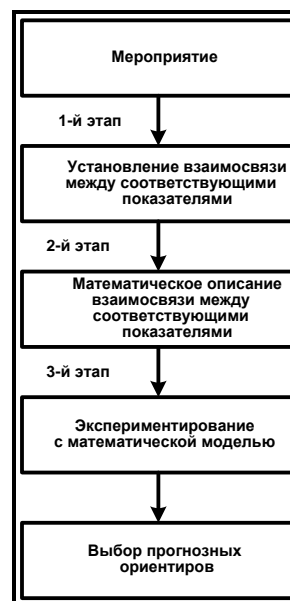 Мероприятие
1-й этап
Установление взаимосвязи
между соответствующими
показателями
2-й этап
Математическое описание
взаимосвязи между
соответствующими
показателями
3-й этап
Экспериментирование
с математической моделью
Выбор прогнозных
ориентиров